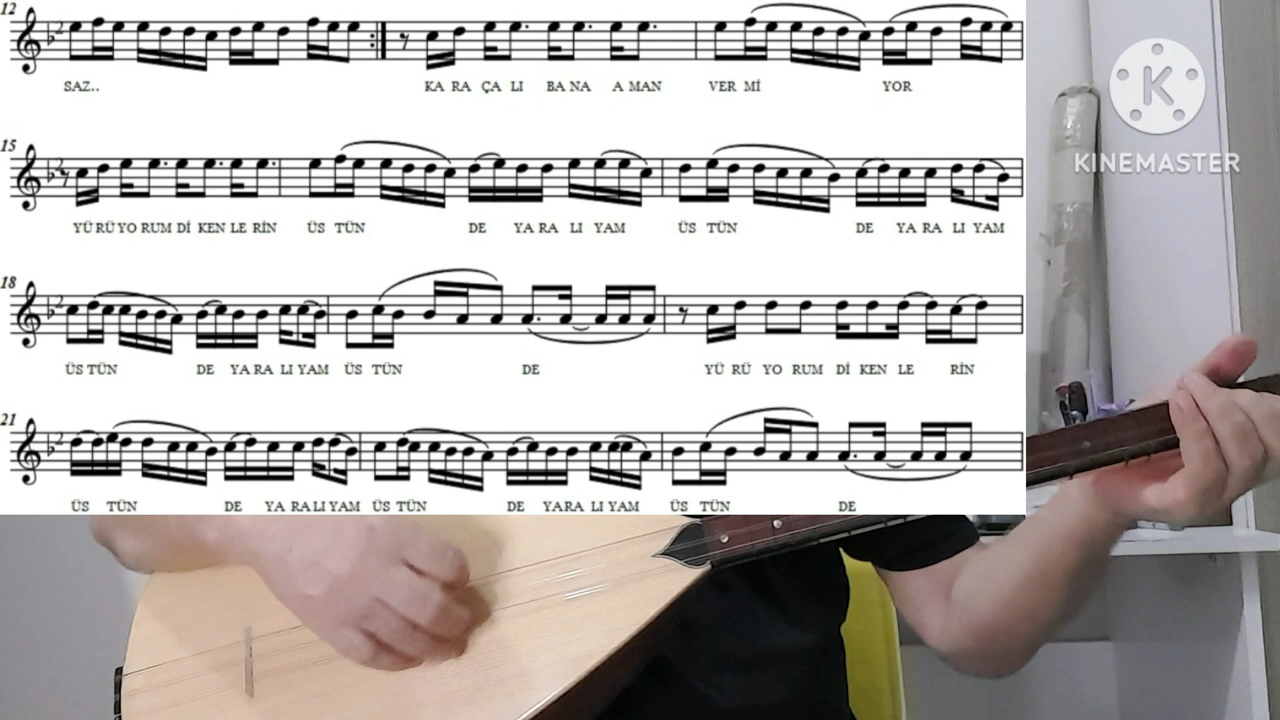 12
SAZ.. KA RA ÇA LI BA NA A MAN VER Mİ YOR
15
YÜ RÜ YO RUM Dİ KEN LE RİN ÜS TÜN DE YA RA LI YAM ÜS TÜN DE YA RA LI YAM
18
ÜS TÜN DE YA RA LI YAM ÜS TÜN DE YÜ RÜ YO RUM Dİ KEN LE RİN
21
ÜS TÜN DE YA RA LI YAM ÜS TÜN DE YA RA LI YAM ÜS TÜN DE
K
KINEMASTER